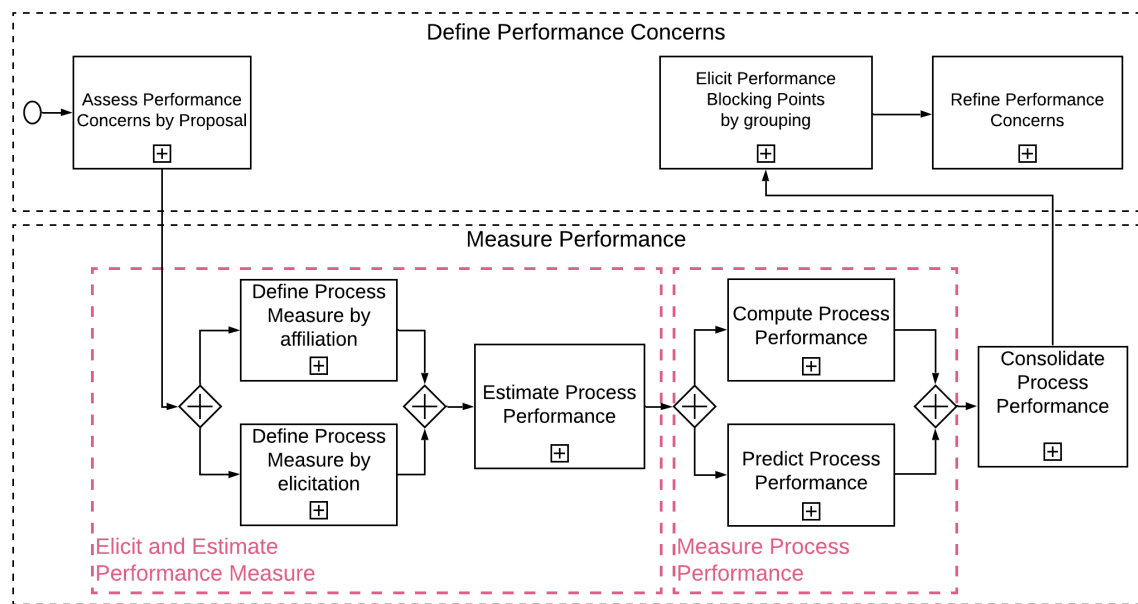 Define Performance Concerns
Assess Performance
Concerns by Proposal
Elicit Performance
Blocking Points
by grouping
Refine Performance
Concerns
Measure Performance
Define Process
Measure by
affiliation
Define Process
Measure by
elicitation
Estimate Process
Performance
Compute Process
Performance
Predict Process
Performance
Consolidate
Process
Performance
Elicit and Estimate
Performance Measure
Measure Process
Performance